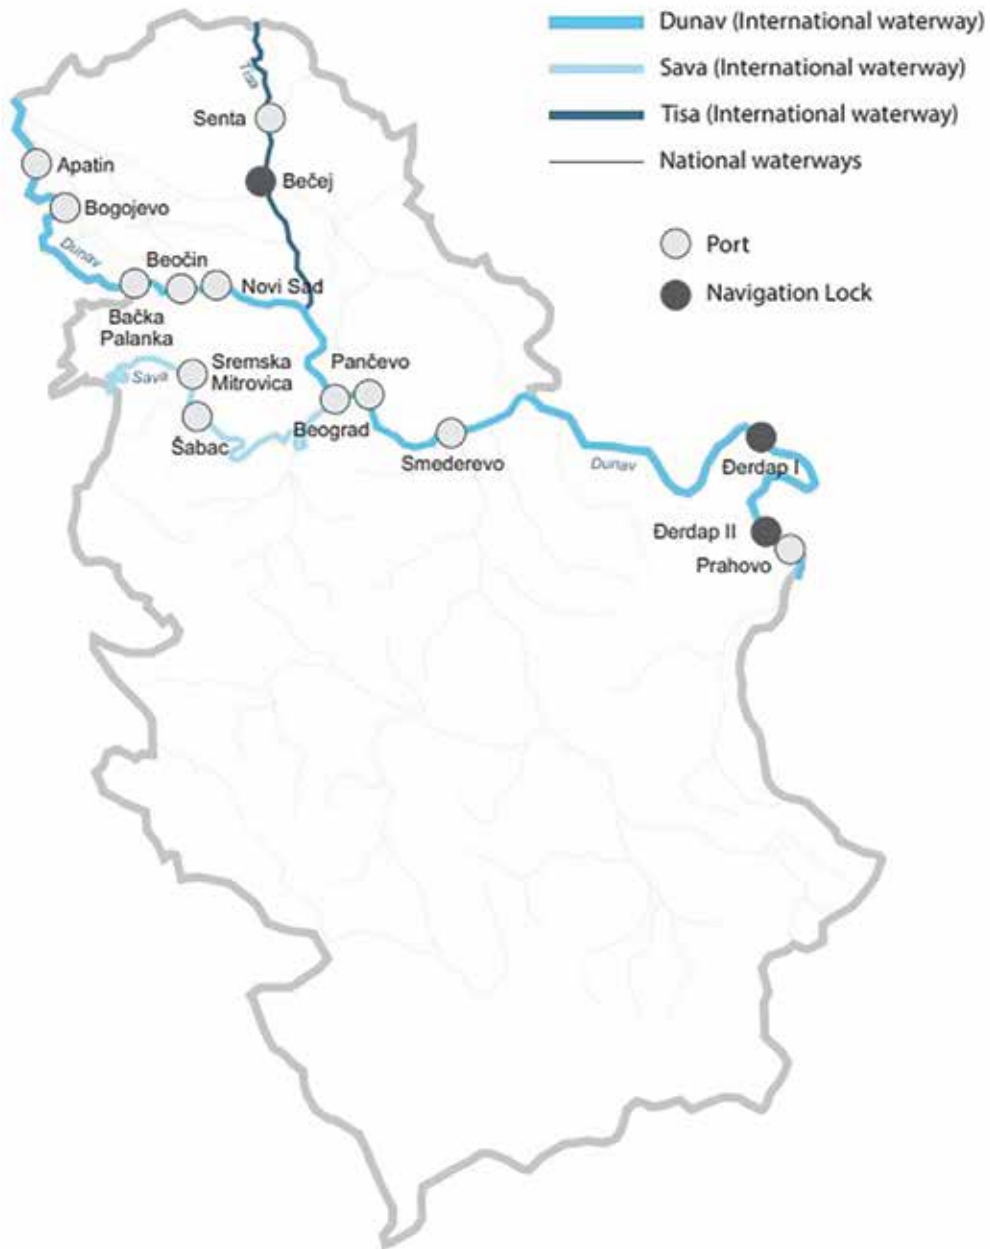 Dunav (International waterway)
Sava (International waterway)
Tisa (International waterway)
National waterways
Port
Navigation Lock
Tisa
Senta
Bečej
Apatin
Bogojevo
Dunav
Beočin
Novi Sad
Bačka
Palanka
Sava
Sremska
Mitrovica
Pančevo
Šabac
Beograd
Smederevo
Dunav
Đerdap I
Đerdap II
Prahovo